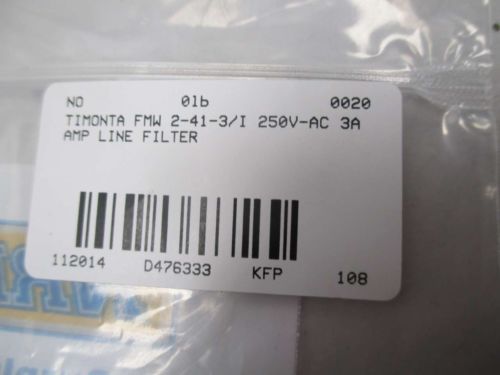 NO 01b 0020
TIMONTA FMW 2-41-3/I 250V-AC 3A
AMP LINE FILTER
112014 D476333 KFP 108